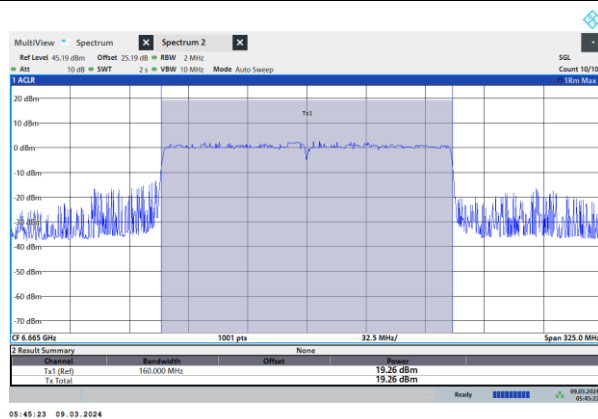 MultiView Spectrum X Spectrum 2 X
Ref Level 45.19 dBm Offset 25.19 dB RBW 2 MHz SGL
Att 10 dB SWT 2 s VBW 10 MHz Mode Auto Sweep Count 10/10
1 ACLR 1Rm Max
20 dBm
Tx1
10 dBm
0 dBm
-10 dBm
-20 dBm
-30 dBm
-40 dBm
-50 dBm
-60 dBm
-70 dBm
CF 6.665 GHz 1001 pts 32.5 MHz/ Span 325.0 MHz
2 Result Summary None
Channel Bandwidth Offset Power
Tx1 (Ref) 160.000 MHz 19.26 dBm
Tx Total 19.26 dBm
Ready 09.03.2024
05:45:22
05:45:23 09.03.2024